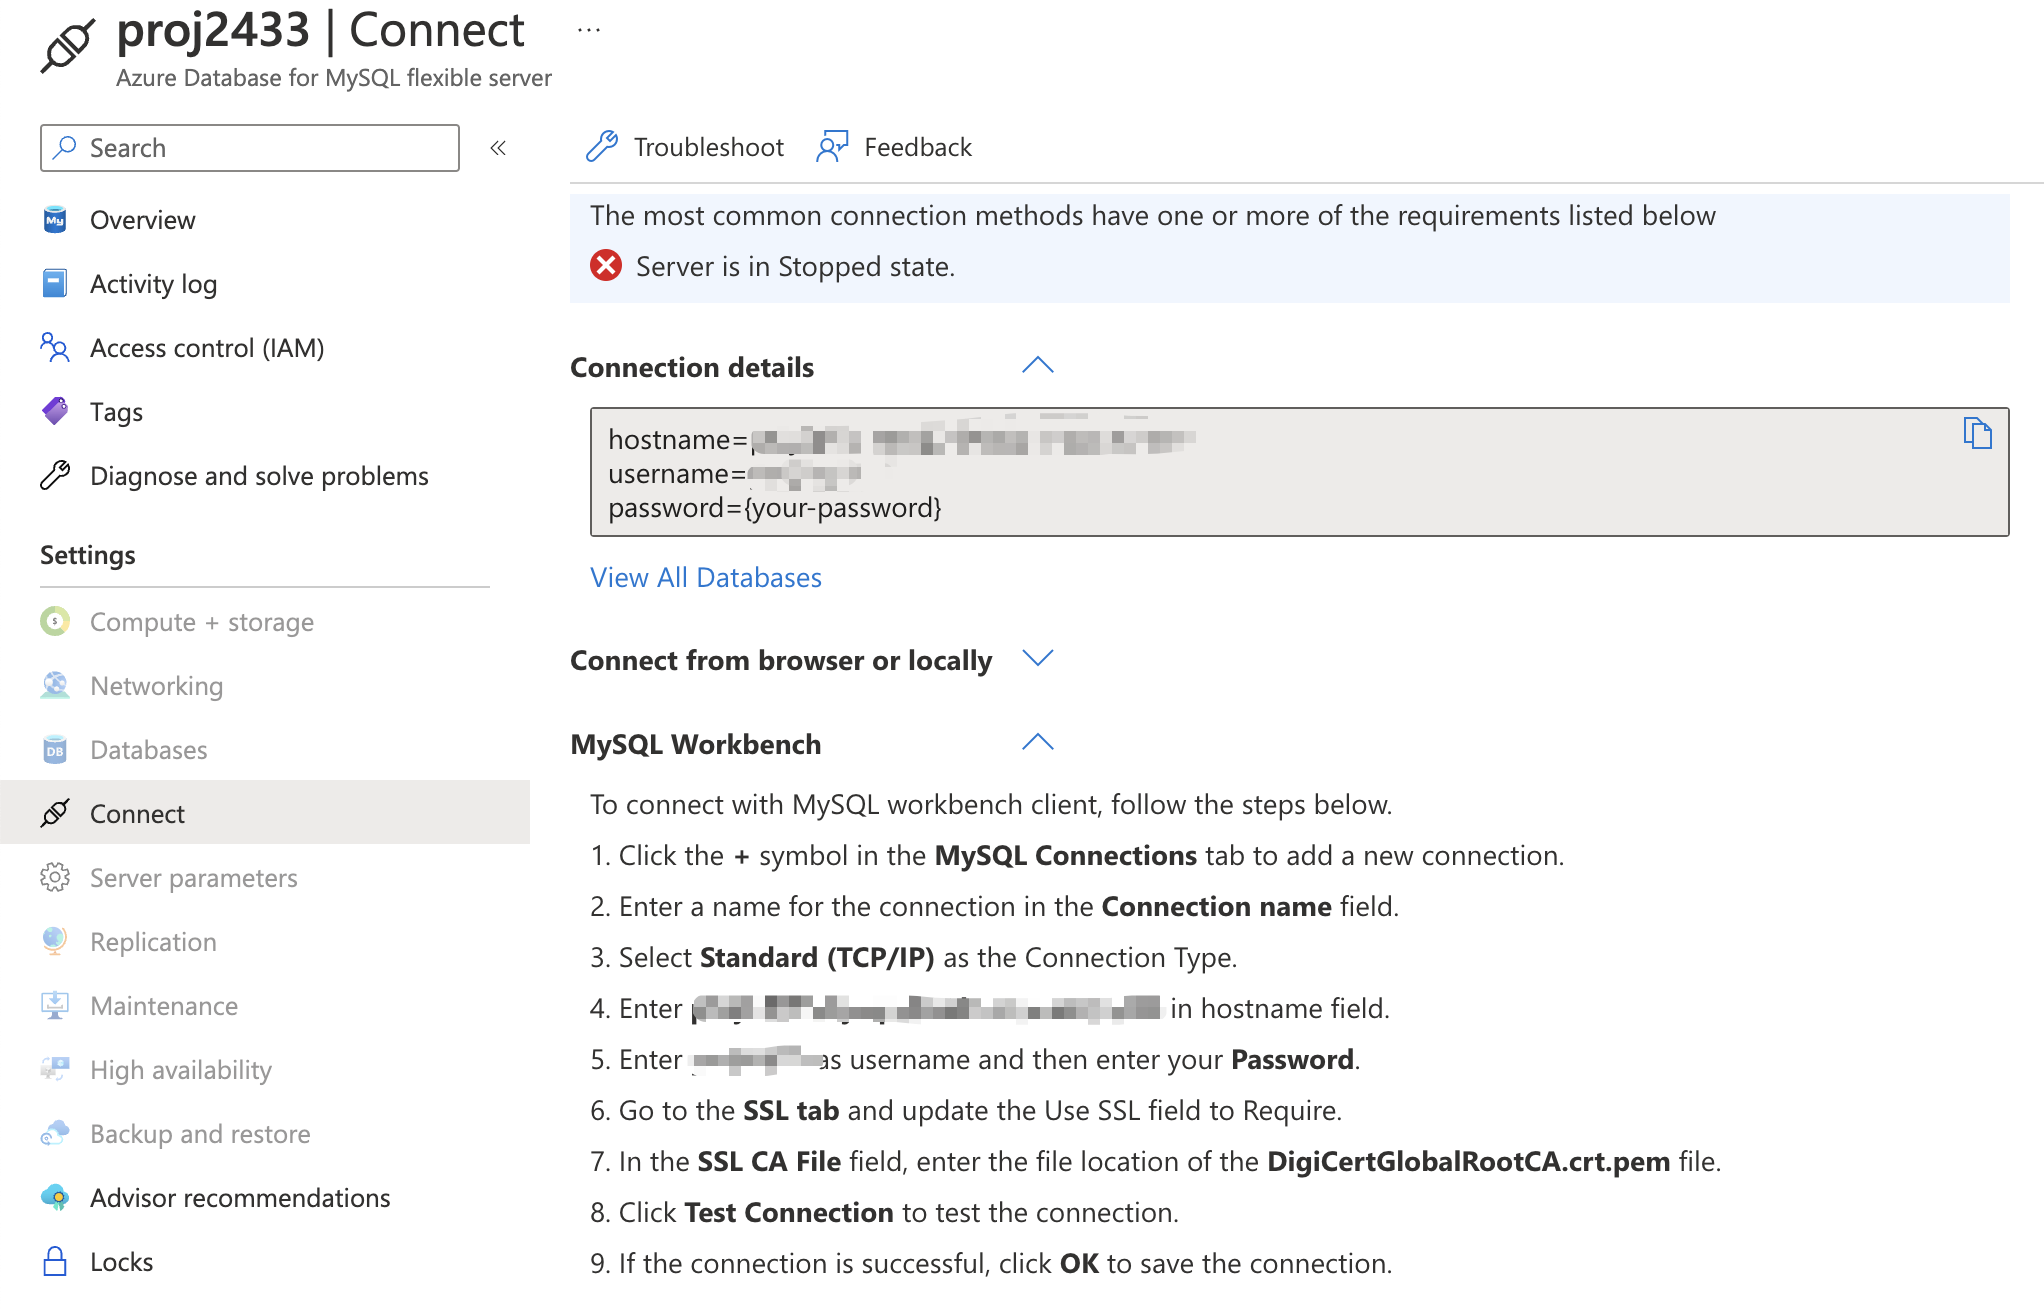 proj2433 | Connect ...
Azure Database for MySQL flexible server
Search
«
Overview
Activity log
Access control (IAM)
Tags
Diagnose and solve problems
Settings
Compute + storage
Networking
Databases
Connect
Server parameters
Replication
Maintenance
High availability
Backup and restore
Advisor recommendations
Locks
Troubleshoot
Feedback
The most common connection methods have one or more of the requirements listed below
Server is in Stopped state.
Connection details
hostname=
username=
password={your-password}
View All Databases
Connect from browser or locally
MySQL Workbench
To connect with MySQL workbench client, follow the steps below.
1. Click the + symbol in the MySQL Connections tab to add a new connection.
2. Enter a name for the connection in the Connection name field.
3. Select Standard (TCP/IP) as the Connection Type.
4. Enter in hostname field.
5. Enter as username and then enter your Password.
6. Go to the SSL tab and update the Use SSL field to Require.
7. In the SSL CA File field, enter the file location of the DigiCertGlobalRootCA.crt.pem file.
8. Click Test Connection to test the connection.
9. If the connection is successful, click OK to save the connection.